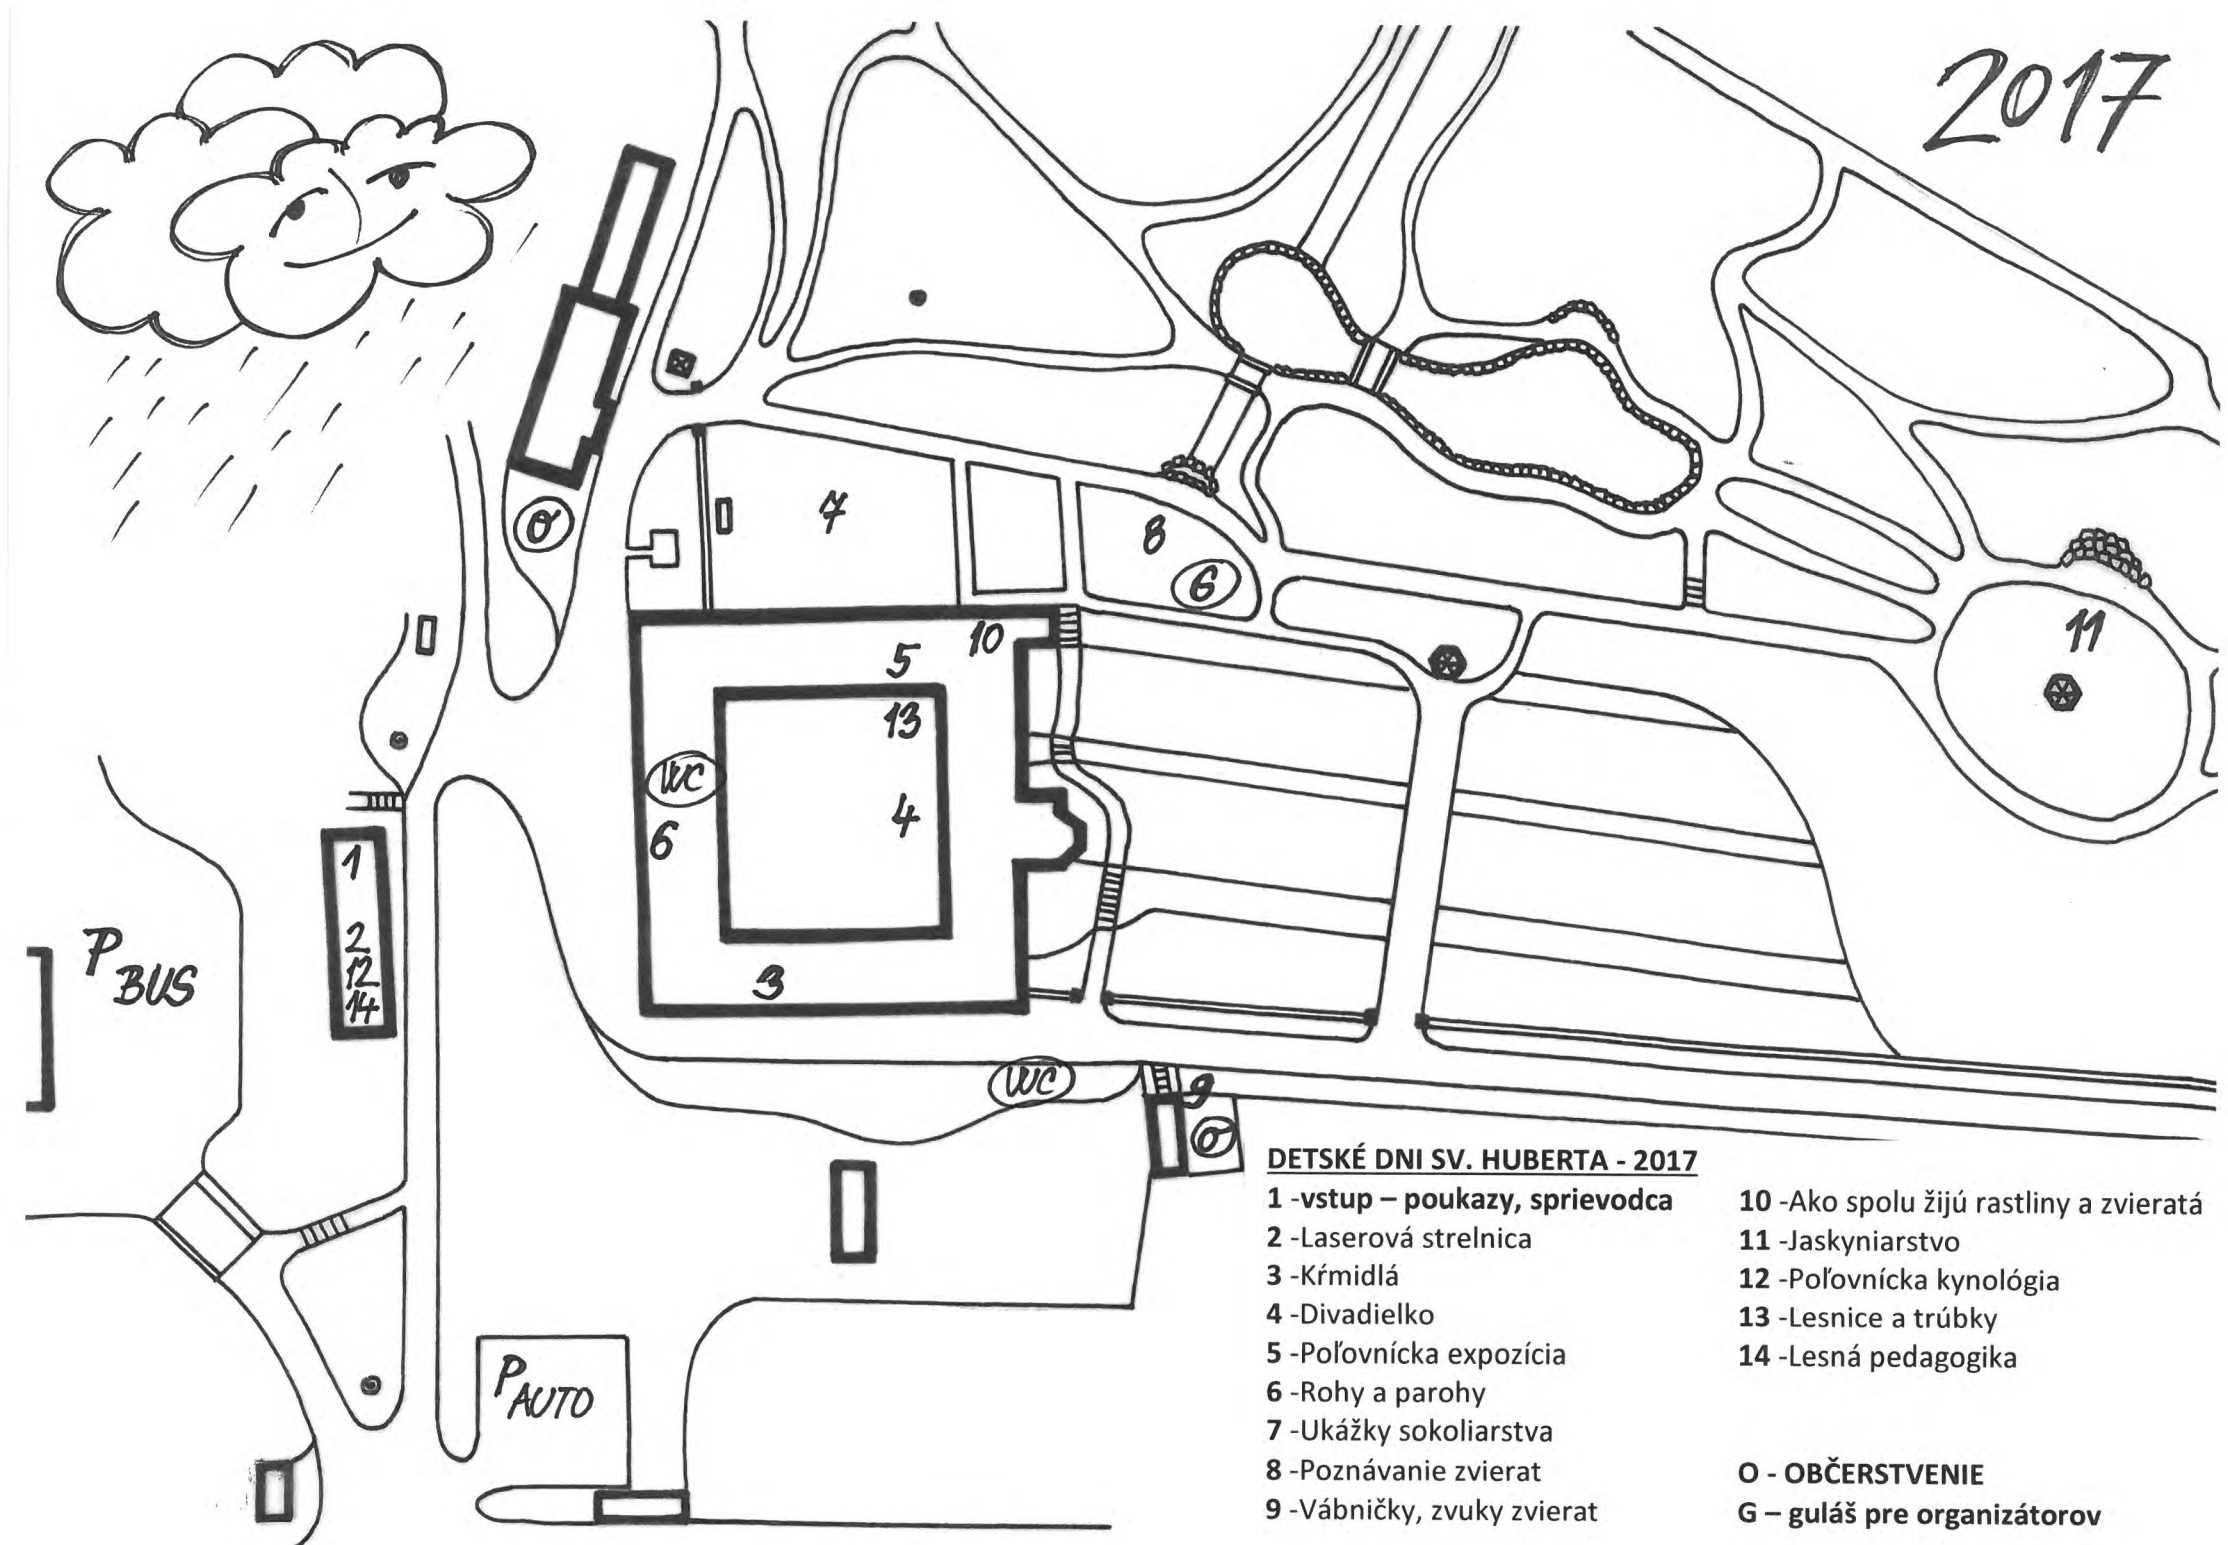 2017
O
7
8
G
10
5
11
13
WC
4
6
1
2
12
14
P BUS
3
WC
9
O
P AUTO
DETSKÉ DNI SV. HUBERTA - 2017
1 -vstup – poukazy, sprievodca
2 -Laserová strelnica
3 -Kŕmidlá
4 -Divadielko
5 -Poľovnícka expozícia
6 -Rohy a parohy
7 -Ukážky sokoliarstva
8 -Poznávanie zvierat
9 -Vábničky, zvuky zvierat
10 -Ako spolu žijú rastliny a zvieratá
11 -Jaskyniarstvo
12 -Poľovnícka kynológia
13 -Lesnice a trúbky
14 -Lesná pedagogika
O - OBČERSTVENIE
G – guláš pre organizátorov